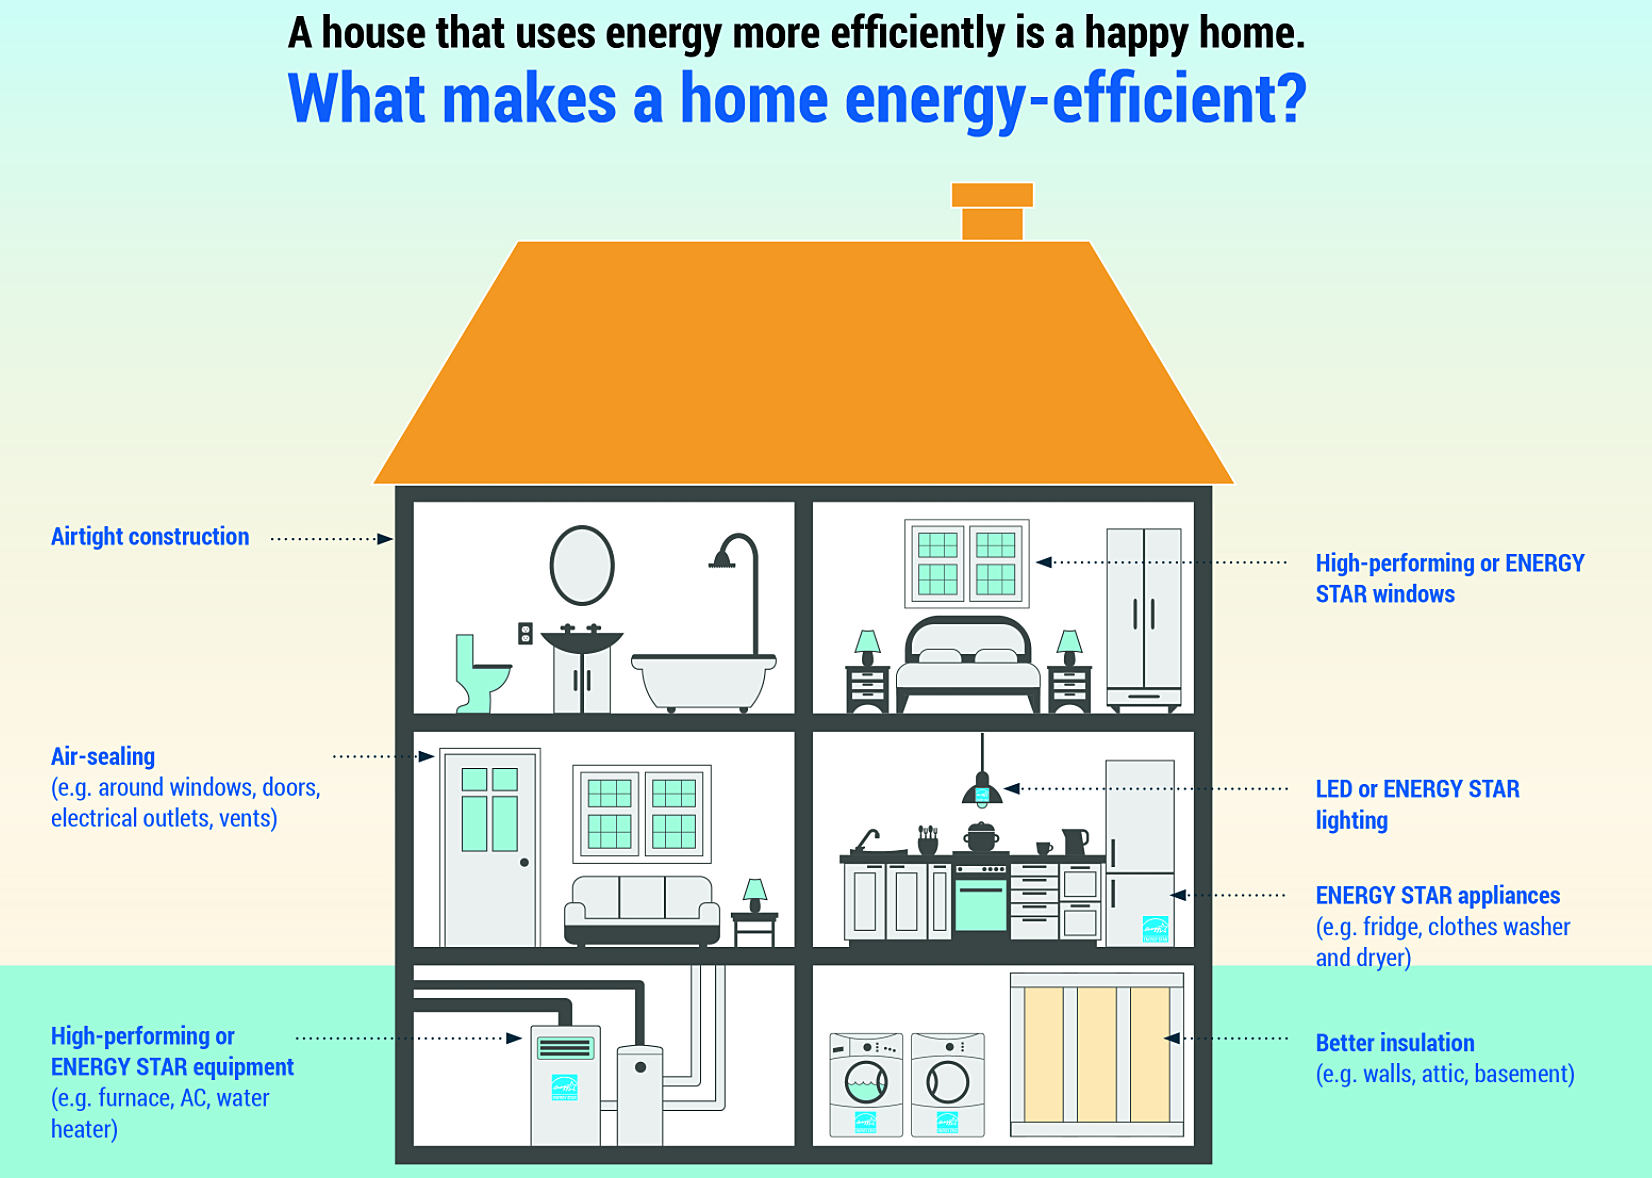 A house that uses energy more efficiently is a happy home.
What makes a home energy-efficient?
Airtight construction
High-performing or ENERGY
STAR windows
Air-sealing
(e.g. around windows, doors,
electrical outlets, vents)
LED or ENERGY STAR
lighting
ENERGY STAR appliances
(e.g. fridge, clothes washer
and dryer)
High-performing or
ENERGY STAR equipment
(e.g. furnace, AC, water
heater)
Better insulation
(e.g. walls, attic, basement)